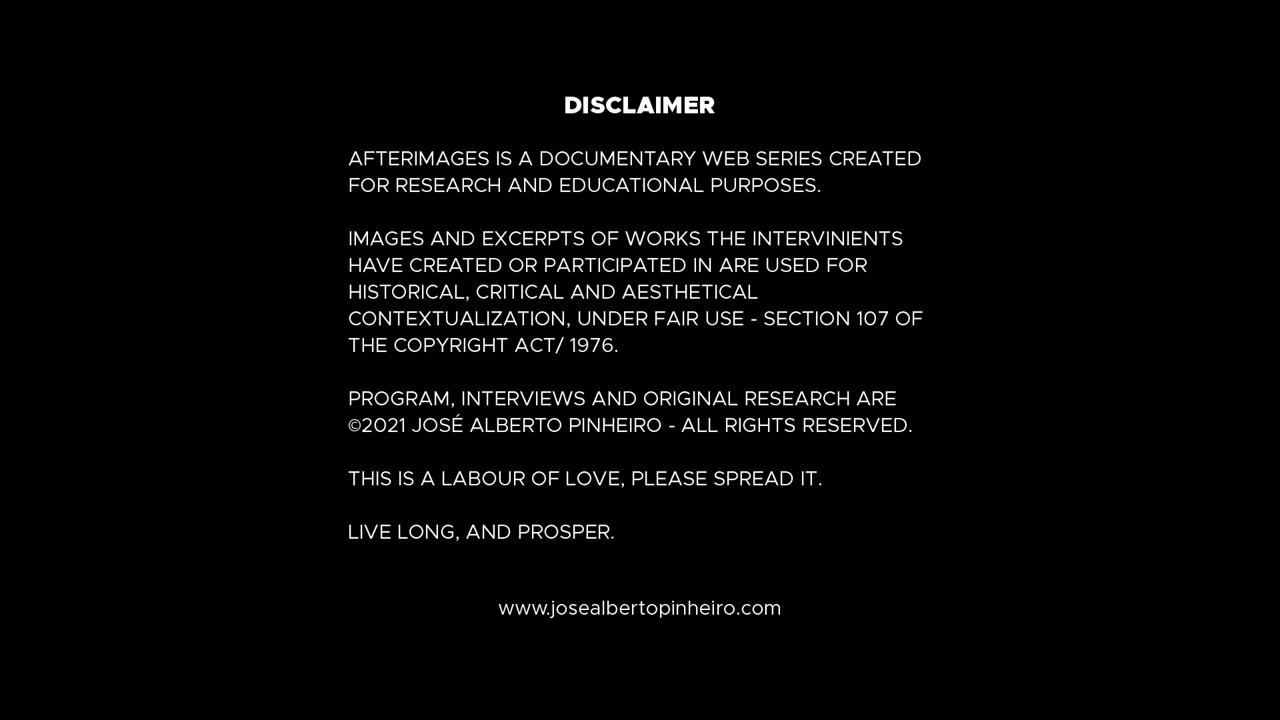 DISCLAIMER
AFTERIMAGES IS A DOCUMENTARY WEB SERIES CREATED
FOR RESEARCH AND EDUCATIONAL PURPOSES.
IMAGES AND EXCERPTS OF WORKS THE INTERVINIENTS
HAVE CREATED OR PARTICIPATED IN ARE USED FOR
HISTORICAL, CRITICAL AND AESTHETICAL
CONTEXTUALIZATION, UNDER FAIR USE - SECTION 107 OF
THE COPYRIGHT ACT/ 1976.
PROGRAM, INTERVIEWS AND ORIGINAL RESEARCH ARE
©2021 JOSÉ ALBERTO PINHEIRO - ALL RIGHTS RESERVED.
THIS IS A LABOUR OF LOVE, PLEASE SPREAD IT.
LIVE LONG, AND PROSPER.
www.josealbertopinheiro.com